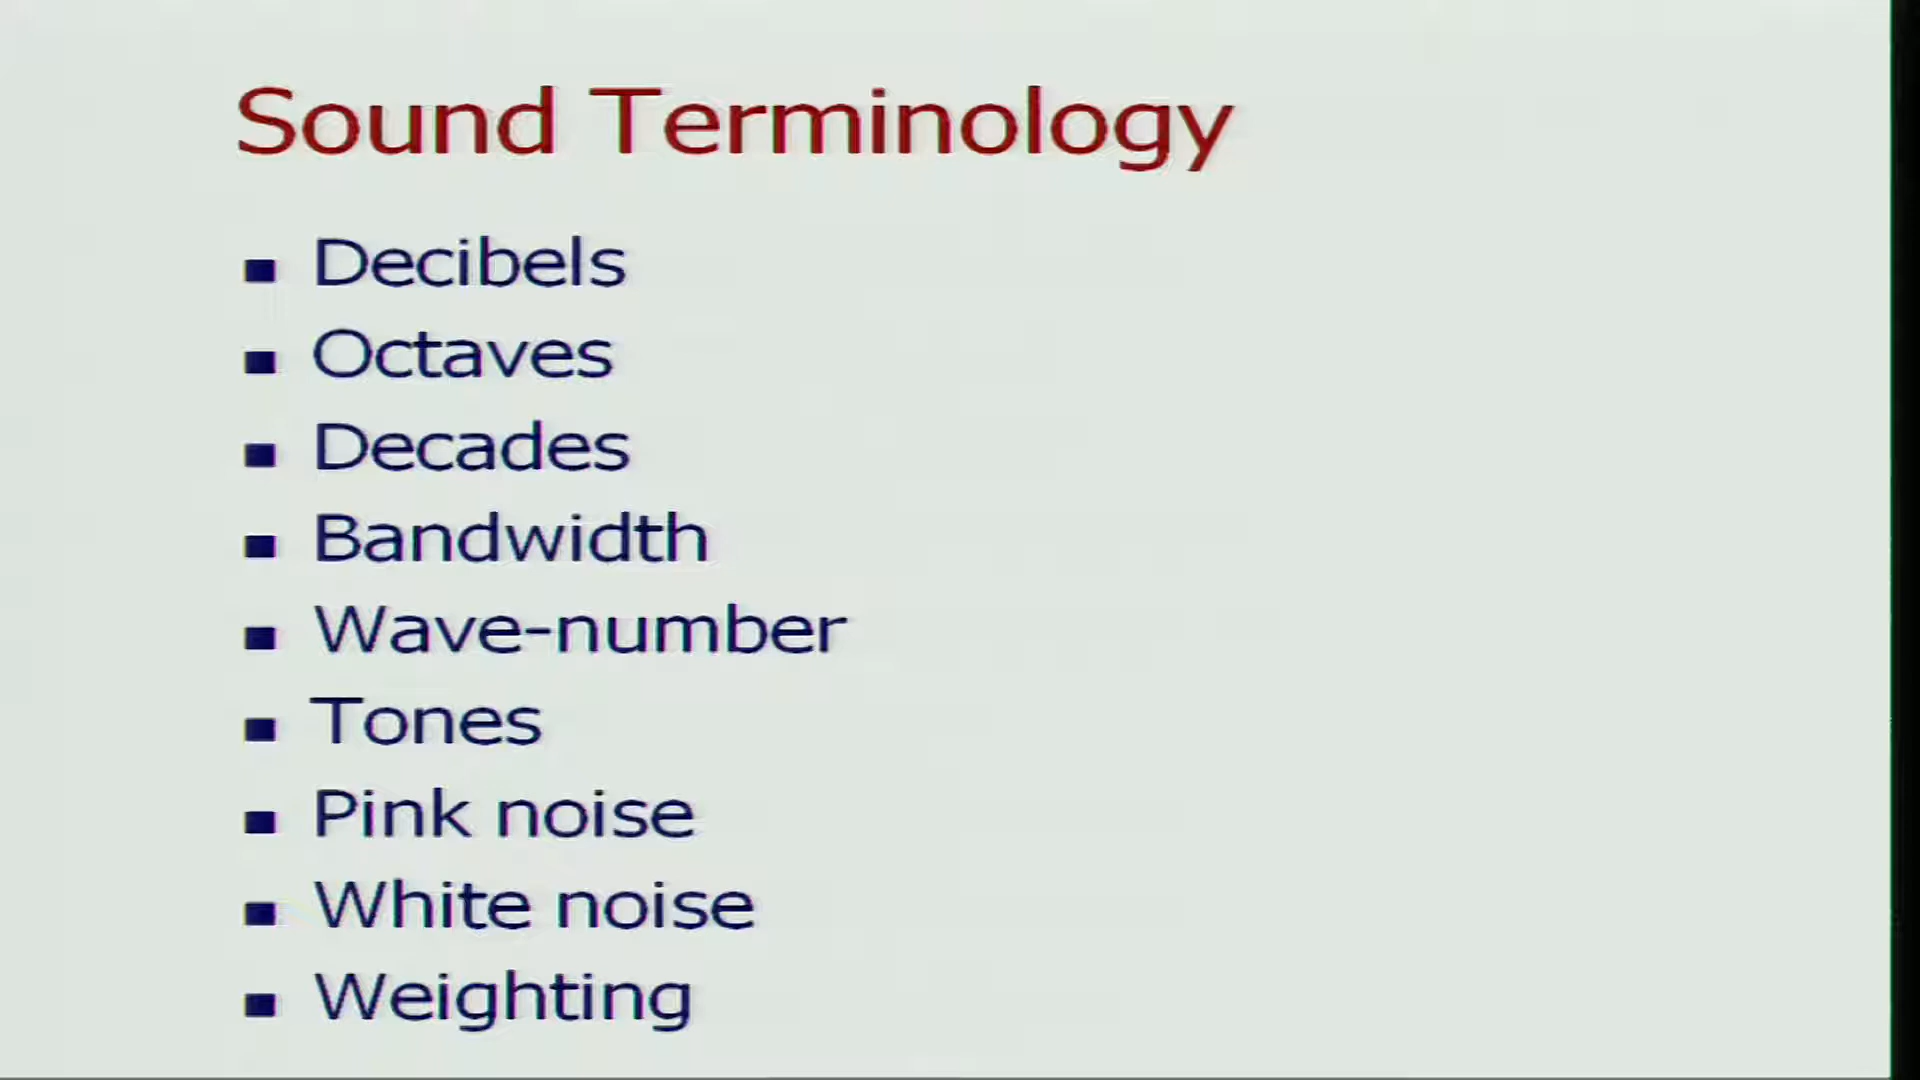 Sound Terminology
Decibels
Octaves
Decades
Bandwidth
Wave-number
Tones
Pink noise
White noise
Weighting